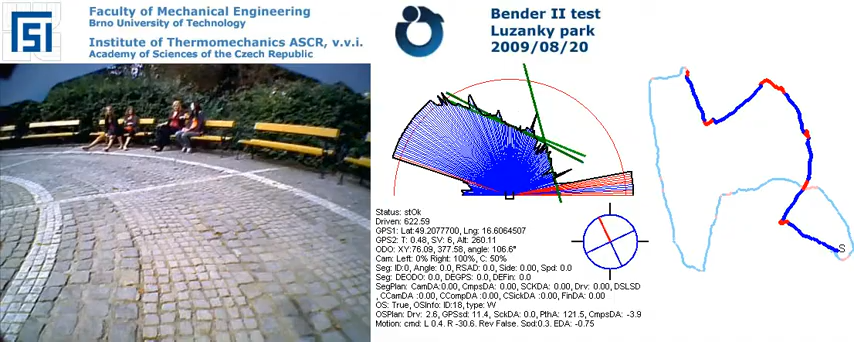 Faculty of Mechanical Engineering
Brno University of Technology
Institute of Thermomechanics ASCR, v.v.i.
Academy of Sciences of the Czech Republic
Bender II test
Luzanky park
2009/08/20
Status: stOk
Driven: 622.59
GPS1: Lat:49.2077700, Lng: 16.6064507
GPS2: T: 0.48, SV: 6, Alt: 260.11
ODO: XY:76.09, 377.58, angle: 106.6°
Cam: Left: 0% Right: 100%, C: 50%
Seg: ID:0, Angle: 0.0, RSAD: 0.0, Side: 0.00, Spd: 0.0
Seg: DEODO: 0.0, DEGPS: 0.0, DEFin: 0.0
SegPlan: CamDA:0.00, CmpsDA: 0.00, SCKDA: 0.00, Drv: 0.00, DSLSD
, CCamDA :0.00, CCompDA :0.00, CSickDA :0.00, FinDA: 0.00
OS: True, OSInfo: ID:18, type: W
OSPlan: Drv: 2.6, GPSsd: 11.4, SckDA: 0.0, PthA: 121.5, CmpsDA: -3.9
Motion: cmd: L 0.4, R -30.6, Rev False, Spd:0.3, EDA: -0.75
S